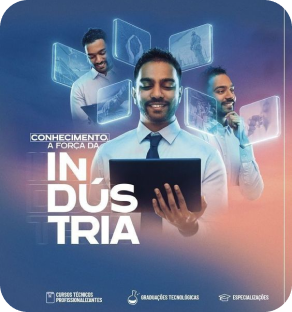 CONHECIMENTO,
A FORÇA DA
IN
DÚS
TRIA
CURSOS TÉCNICOS
PROFISSIONALIZANTES
GRADUAÇÕES TECNOLÓGICAS
ESPECIALIZAÇÕES